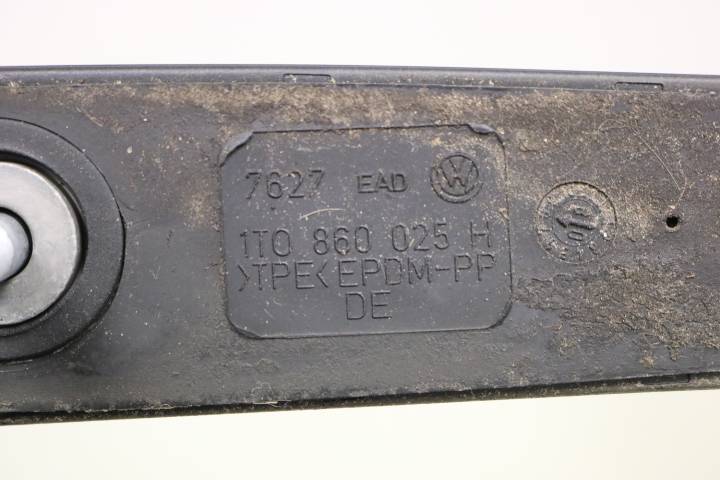 7627 EAD
1T0 860 025 H
>TPE< EPDM-PP
DE